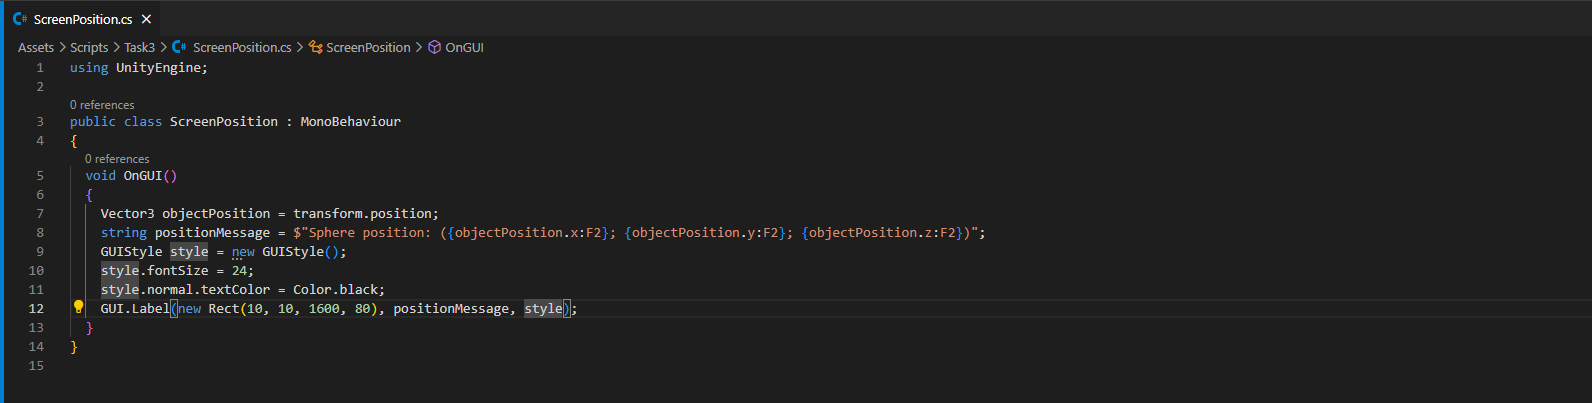 C# ScreenPosition.cs ×
Assets > Scripts > Task3 > C# ScreenPosition.cs > ScreenPosition > OnGUI
1 using UnityEngine;
2
0 references
3 public class ScreenPosition : MonoBehaviour
4 {
0 references
5 void OnGUI()
6 {
7 Vector3 objectPosition = transform.position;
8 string positionMessage = $"Sphere position: ({objectPosition.x:F2}; {objectPosition.y:F2}; {objectPosition.z:F2})";
9 GUIStyle style = new GUIStyle();
10 style.fontSize = 24;
11 style.normal.textColor = Color.black;
12 GUI.Label(new Rect(10, 10, 1600, 80), positionMessage, style);
13 }
14 }
15